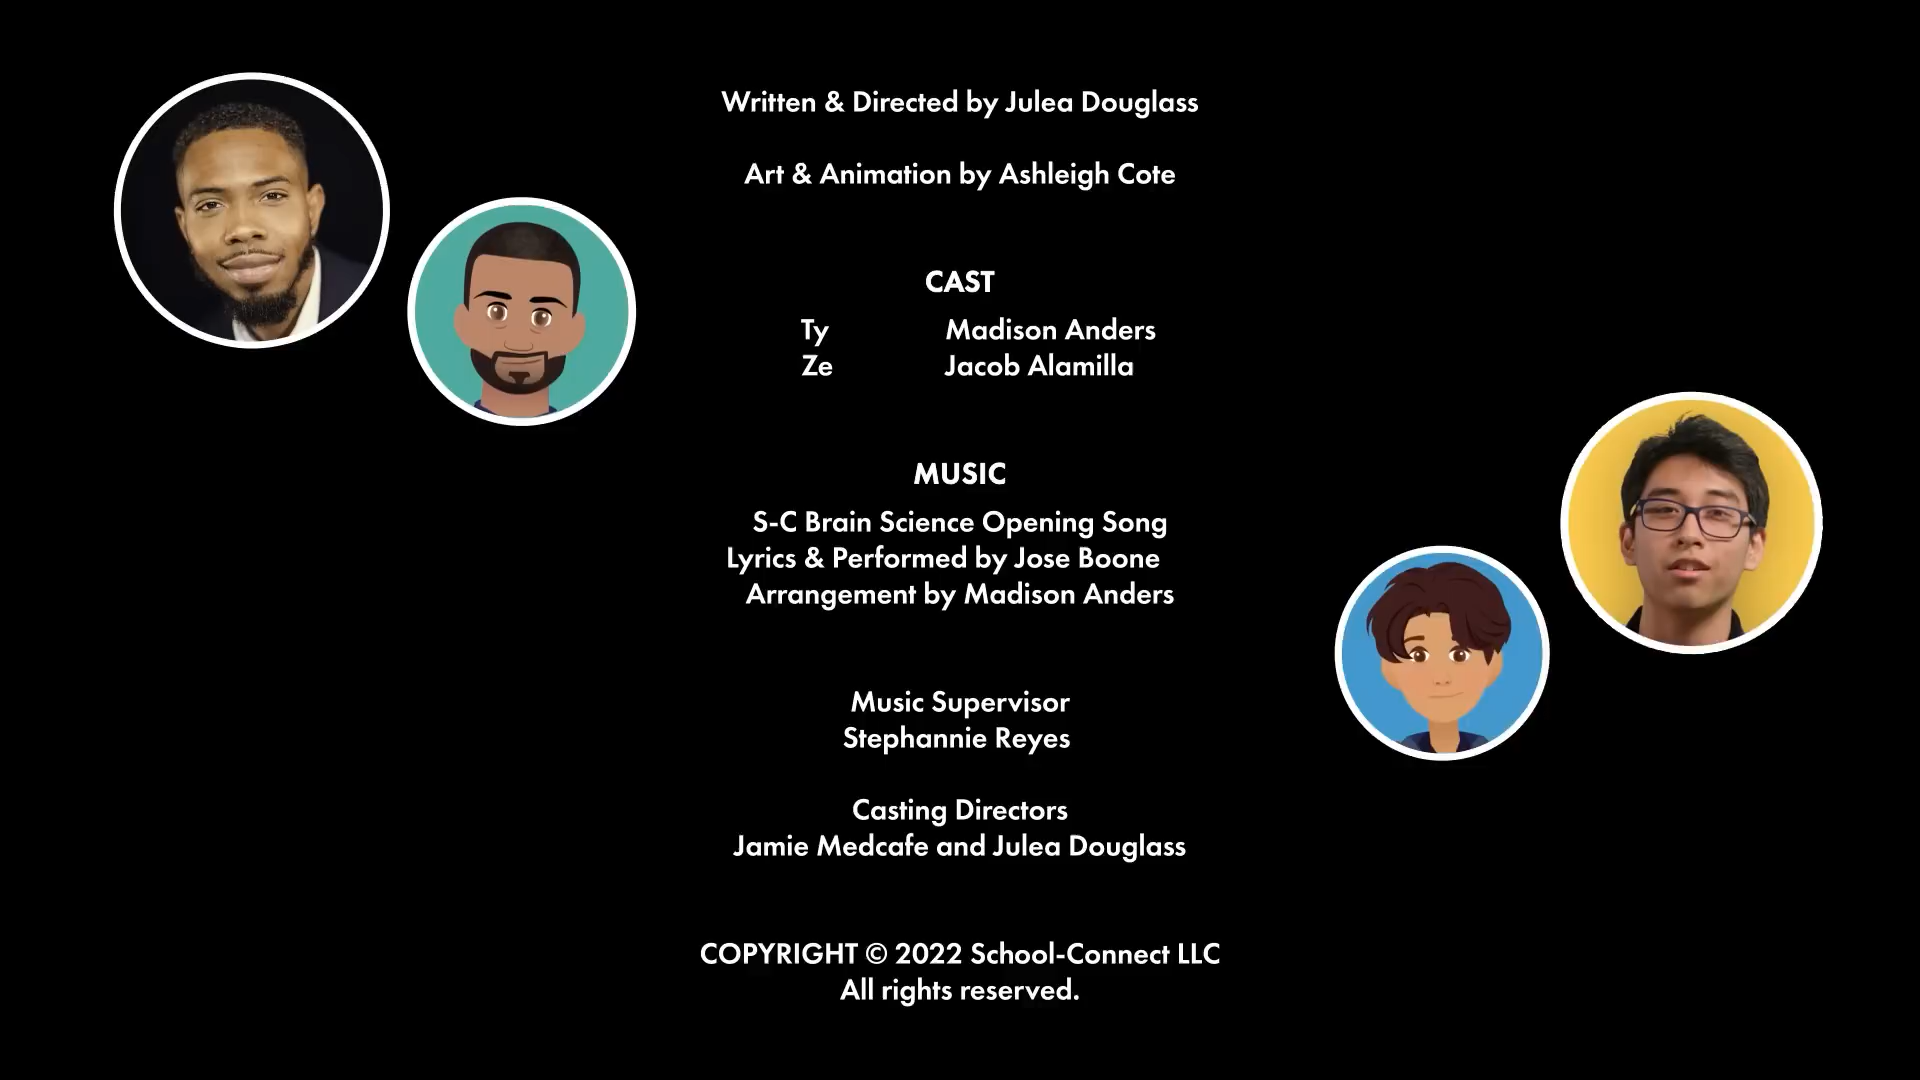 Written & Directed by Julea Douglass
Art & Animation by Ashleigh Cote
CAST
Ty Madison Anders
Ze Jacob Alamilla
MUSIC
S-C Brain Science Opening Song
Lyrics & Performed by Jose Boone
Arrangement by Madison Anders
Music Supervisor
Stephannie Reyes
Casting Directors
Jamie Medcafe and Julea Douglass
COPYRIGHT © 2022 School-Connect LLC
All rights reserved.